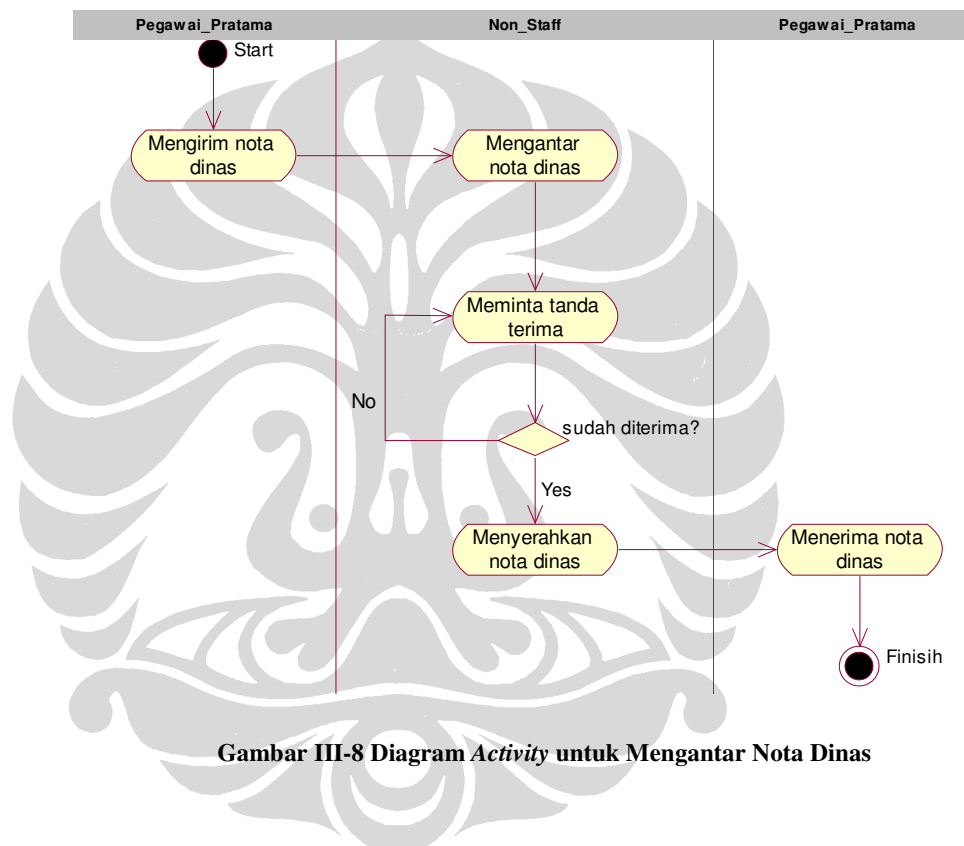 Pegawai_Pratama
Non_Staff
Pegawai_Pratama
Start
Mengirim nota
dinas
Mengantar
nota dinas
Meminta tanda
terima
No
sudah diterima?
Yes
Menyerahkan
nota dinas
Menerima nota
dinas
Finisih
Gambar III-8 Diagram Activity untuk Mengantar Nota Dinas